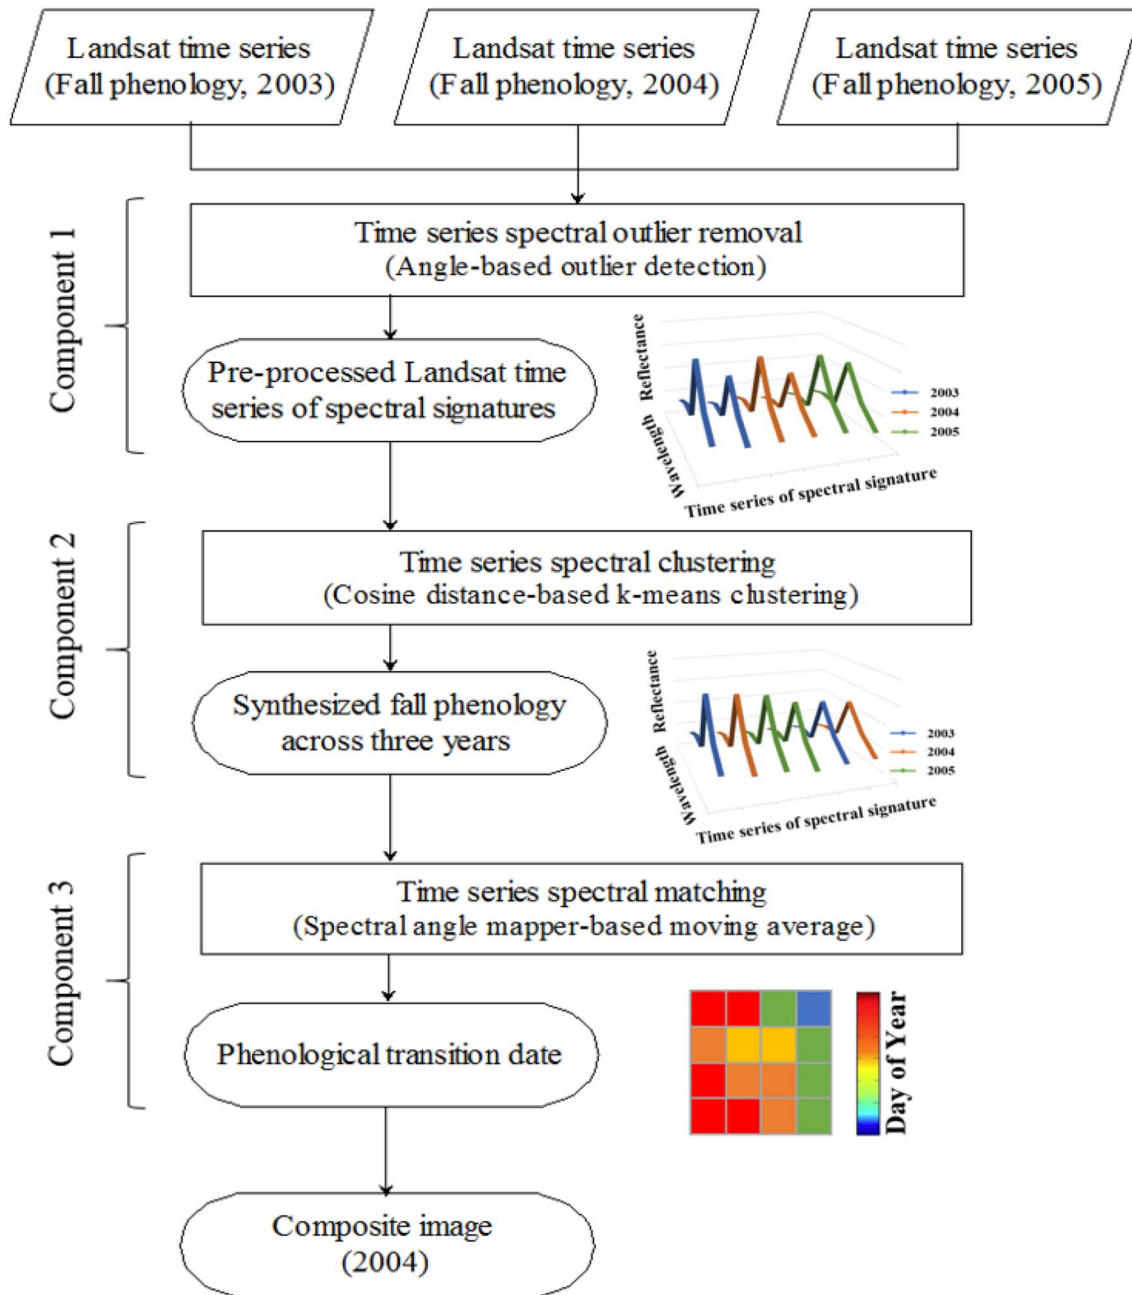 Landsat time series
(Fall phenology, 2003)
Landsat time series
(Fall phenology, 2004)
Landsat time series
(Fall phenology, 2005)
Component 1
Time series spectral outlier removal
(Angle-based outlier detection)
Pre-processed Landsat time
series of spectral signatures
Reflectance
Wavelength
Time series of spectral signature
2003
2004
2005
Component 2
Time series spectral clustering
(Cosine distance-based k-means clustering)
Synthesized fall phenology
across three years
Reflectance
Wavelength
Time series of spectral signature
2003
2004
2005
Component 3
Time series spectral matching
(Spectral angle mapper-based moving average)
Phenological transition date
Day of Year
Composite image
(2004)